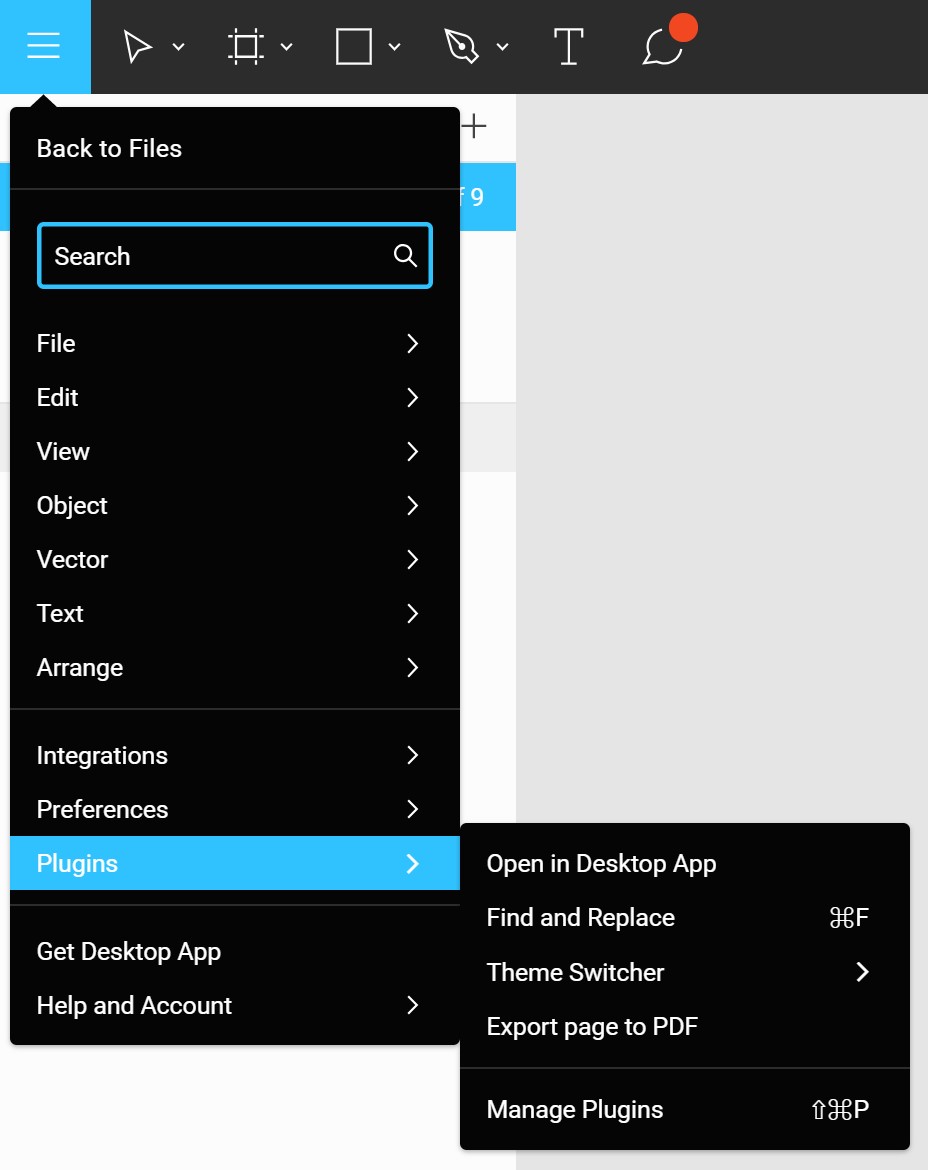 Back to Files
f 9
Search
File
Edit
View
Object
Vector
Text
Arrange
Integrations
Preferences
Plugins
Get Desktop App
Help and Account
Open in Desktop App
Find and Replace ⌘F
Theme Switcher
Export page to PDF
Manage Plugins ⇧⌘P